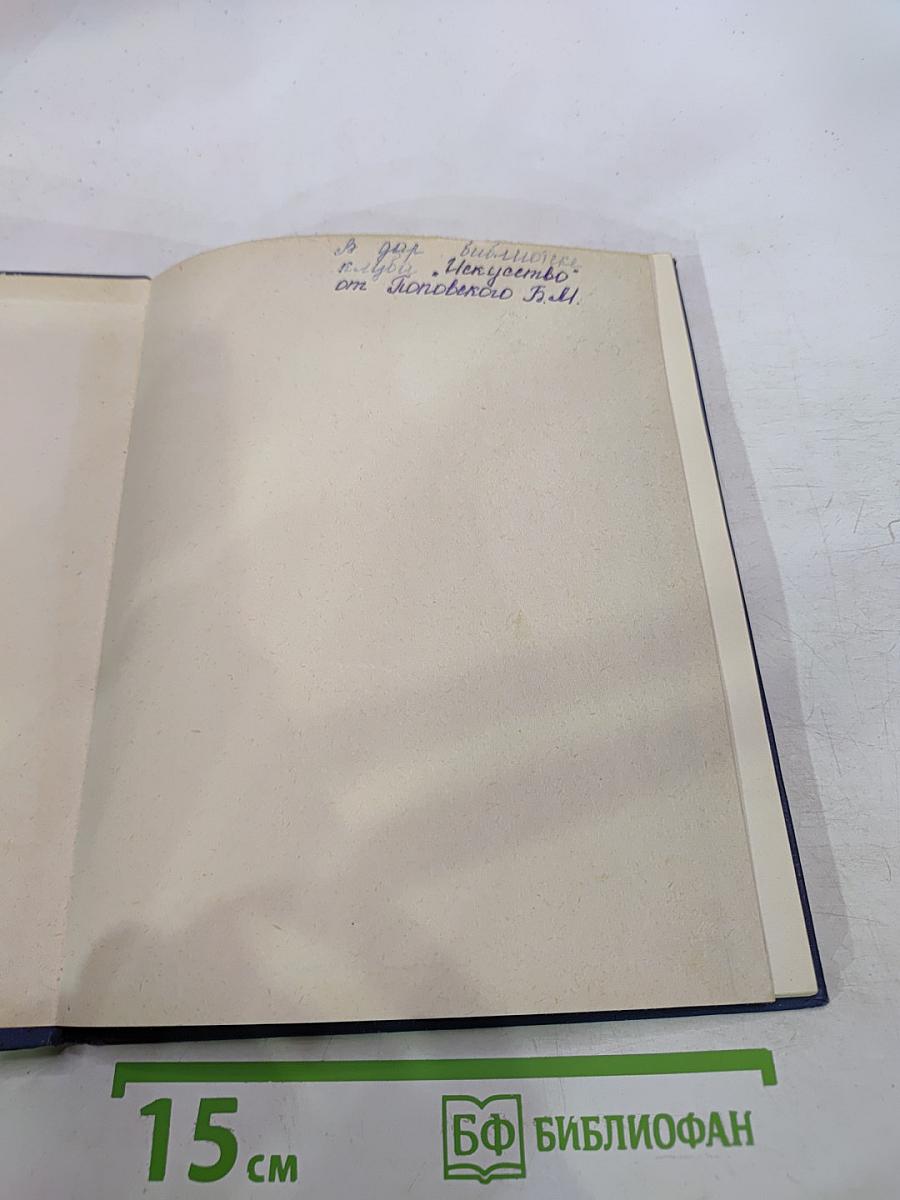 В дар библиотеке
клуба „Искусство"
от Поповского Б.М.
15 см
БФ БИБЛИОФАН